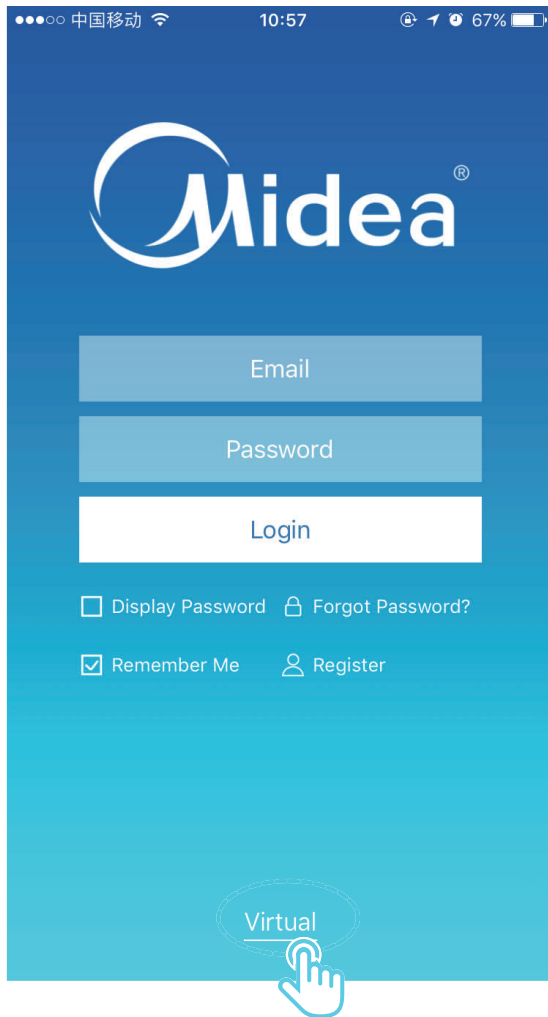 中国移动 10:57 67%
Midea®
Email
Password
Login
Display Password Forgot Password?
Remember Me Register
Virtual